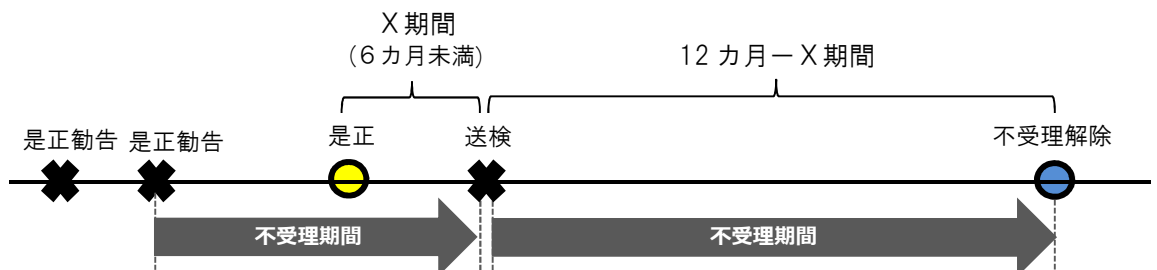 X期間
(6カ月未満)
12カ月ーX期間
是正勧告
是正勧告
是正
送検
不受理解除
不受理期間
不受理期間